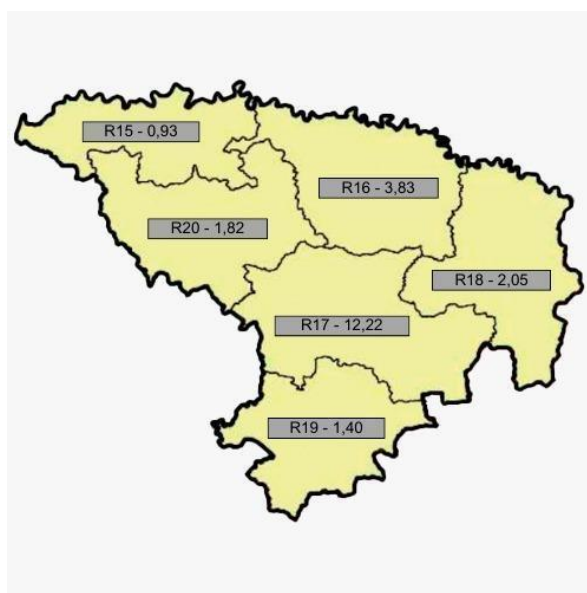 R15 - 0,93
R16 - 3,83
R20 - 1,82
R18 - 2,05
R17 - 12,22
R19 - 1,40